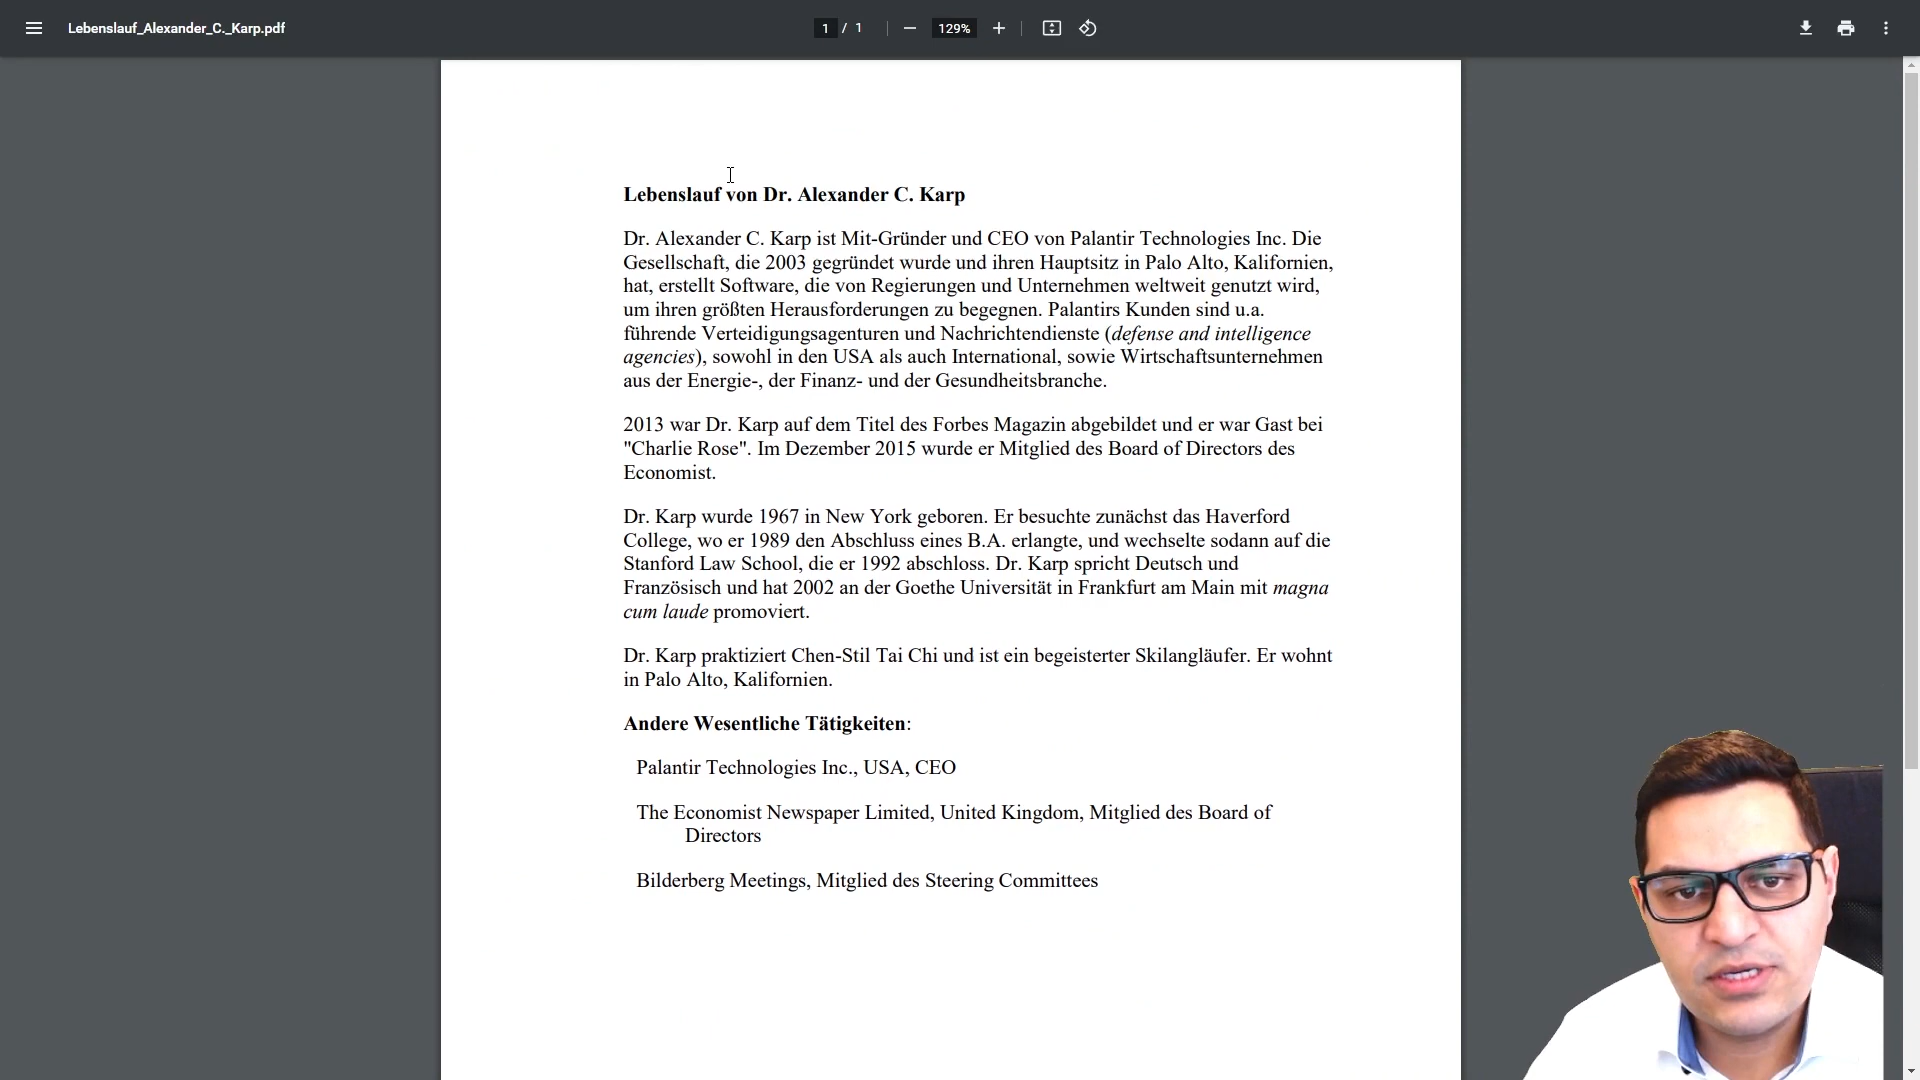 Lebenslauf_Alexander_C._Karp.pdf
1 / 1
129%
Lebenslauf von Dr. Alexander C. Karp
Dr. Alexander C. Karp ist Mit-Gründer und CEO von Palantir Technologies Inc. Die
Gesellschaft, die 2003 gegründet wurde und ihren Hauptsitz in Palo Alto, Kalifornien,
hat, erstellt Software, die von Regierungen und Unternehmen weltweit genutzt wird,
um ihren größten Herausforderungen zu begegnen. Palantirs Kunden sind u.a.
führende Verteidigungsagenturen und Nachrichtendienste (defense and intelligence
agencies), sowohl in den USA als auch International, sowie Wirtschaftsunternehmen
aus der Energie-, der Finanz- und der Gesundheitsbranche.
2013 war Dr. Karp auf dem Titel des Forbes Magazin abgebildet und er war Gast bei
"Charlie Rose". Im Dezember 2015 wurde er Mitglied des Board of Directors des
Economist.
Dr. Karp wurde 1967 in New York geboren. Er besuchte zunächst das Haverford
College, wo er 1989 den Abschluss eines B.A. erlangte, und wechselte sodann auf die
Stanford Law School, die er 1992 abschloss. Dr. Karp spricht Deutsch und
Französisch und hat 2002 an der Goethe Universität in Frankfurt am Main mit magna
cum laude promoviert.
Dr. Karp praktiziert Chen-Stil Tai Chi und ist ein begeisterter Skilangläufer. Er wohnt
in Palo Alto, Kalifornien.
Andere Wesentliche Tätigkeiten:
Palantir Technologies Inc., USA, CEO
The Economist Newspaper Limited, United Kingdom, Mitglied des Board of
Directors
Bilderberg Meetings, Mitglied des Steering Committees